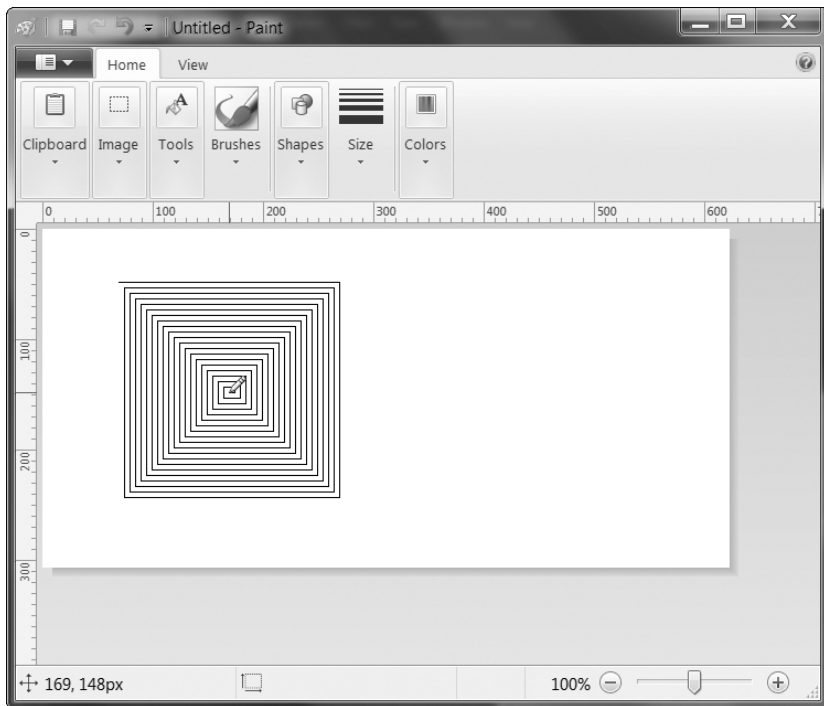 Untitled - Paint
Home View
Clipboard Image Tools Brushes Shapes Size Colors
0 100 200 300 400 500 600
0
100
200
300
169, 148px 100%